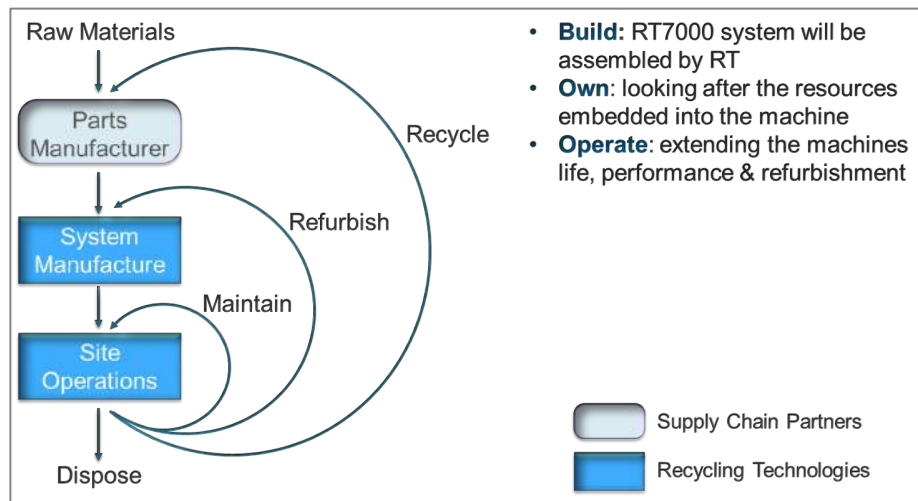 Raw Materials
Parts
Manufacturer
Recycle
System
Manufacture
Refurbish
Maintain
Site
Operations
Dispose
• Build: RT7000 system will be
assembled by RT
• Own: looking after the resources
embedded into the machine
• Operate: extending the machines
life, performance & refurbishment
Supply Chain Partners
Recycling Technologies